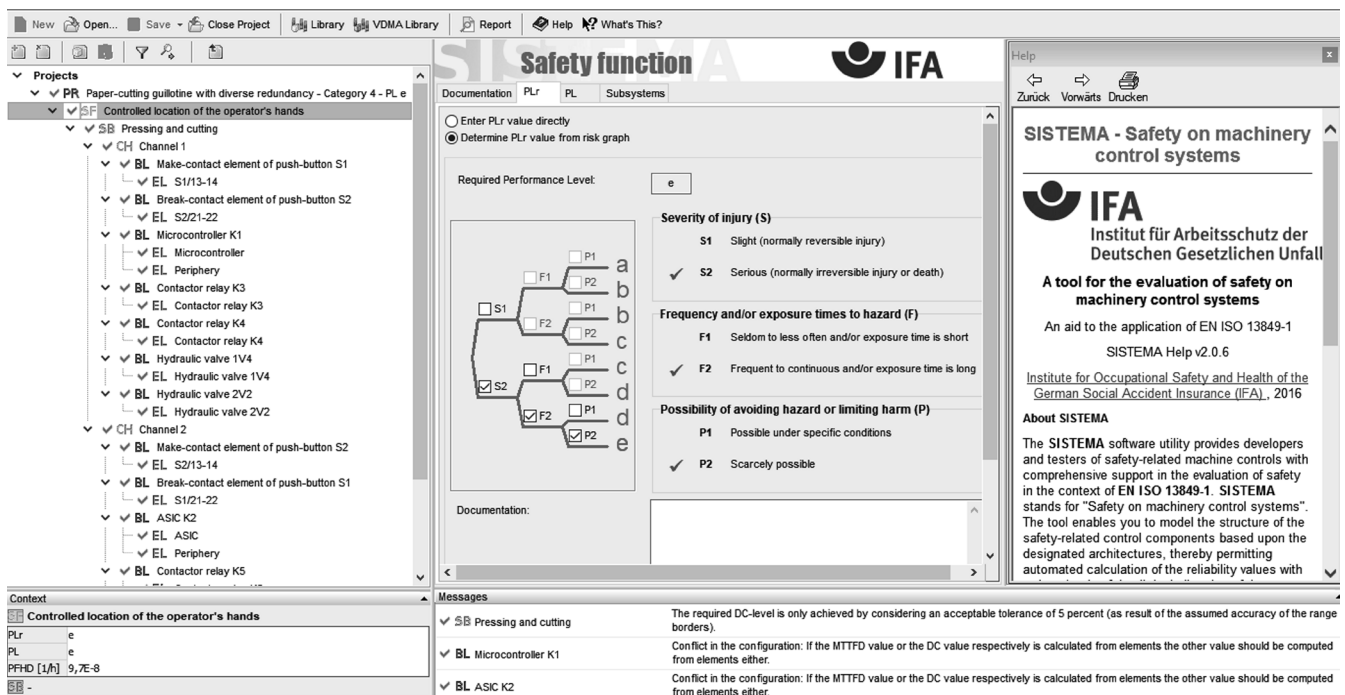 New Open... Save Close Project Library VDMA Library Report Help What's This?
Projects
PR Paper-cutting guillotine with diverse redundancy - Category 4 - PL e
SF Controlled location of the operator's hands
SB Pressing and cutting
CH Channel 1
BL Make-contact element of push-button S1
EL S1/13-14
BL Break-contact element of push-button S2
EL S2/21-22
BL Microcontroller K1
EL Microcontroller
EL Periphery
BL Contactor relay K3
EL Contactor relay K3
BL Contactor relay K4
EL Contactor relay K4
BL Hydraulic valve 1V4
EL Hydraulic valve 1V4
BL Hydraulic valve 2V2
EL Hydraulic valve 2V2
CH Channel 2
BL Make-contact element of push-button S2
EL S2/13-14
BL Break-contact element of push-button S1
EL S1/21-22
BL ASIC K2
EL ASIC
EL Periphery
BL Contactor relay K5
Context
SF Controlled location of the operator's hands
PLr e
PL e
PFHD [1/h] 9,7E-8
SB -
SISTEMA
Safety function
IFA
Documentation PLr PL Subsystems
Enter PLr value directly
Determine PLr value from risk graph
Required Performance Level: e
S1
S2
F1
F2
F1
F2
P1 a
P2 b
P1 b
P2 c
P1 c
P2 d
P1 d
P2 e
Severity of injury (S)
S1 Slight (normally reversible injury)
S2 Serious (normally irreversible injury or death)
Frequency and/or exposure times to hazard (F)
F1 Seldom to less often and/or exposure time is short
F2 Frequent to continuous and/or exposure time is long
Possibility of avoiding hazard or limiting harm (P)
P1 Possible under specific conditions
P2 Scarcely possible
Documentation:
Messages
SB Pressing and cutting
The required DC-level is only achieved by considering an acceptable tolerance of 5 percent (as result of the assumed accuracy of the range
borders).
BL Microcontroller K1
Conflict in the configuration: If the MTTFD value or the DC value respectively is calculated from elements the other value should be computed
from elements either.
BL ASIC K2
Conflict in the configuration: If the MTTFD value or the DC value respectively is calculated from elements the other value should be computed
from elements either.
Help
Zurück Vorwärts Drucken
SISTEMA - Safety on machinery
control systems
IFA
Institut für Arbeitsschutz der
Deutschen Gesetzlichen Unfall
A tool for the evaluation of safety on
machinery control systems
An aid to the application of EN ISO 13849-1
SISTEMA Help v2.0.6
Institute for Occupational Safety and Health of the
German Social Accident Insurance (IFA) , 2016
About SISTEMA
The SISTEMA software utility provides developers
and testers of safety-related machine controls with
comprehensive support in the evaluation of safety
in the context of EN ISO 13849-1. SISTEMA
stands for "Safety on machinery control systems".
The tool enables you to model the structure of the
safety-related control components based upon the
designated architectures, thereby permitting
automated calculation of the reliability values with